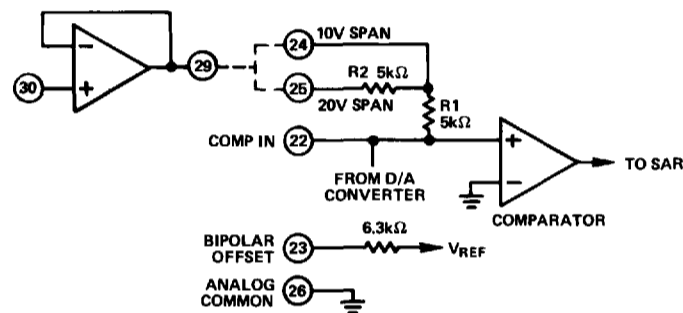 24
10V SPAN
29
R2 5kΩ
30
25
20V SPAN
R1
5kΩ
COMP IN
22
TO SAR
FROM D/A
CONVERTER
COMPARATOR
6.3kΩ
BIPOLAR
OFFSET
23
VREF
ANALOG
COMMON
26